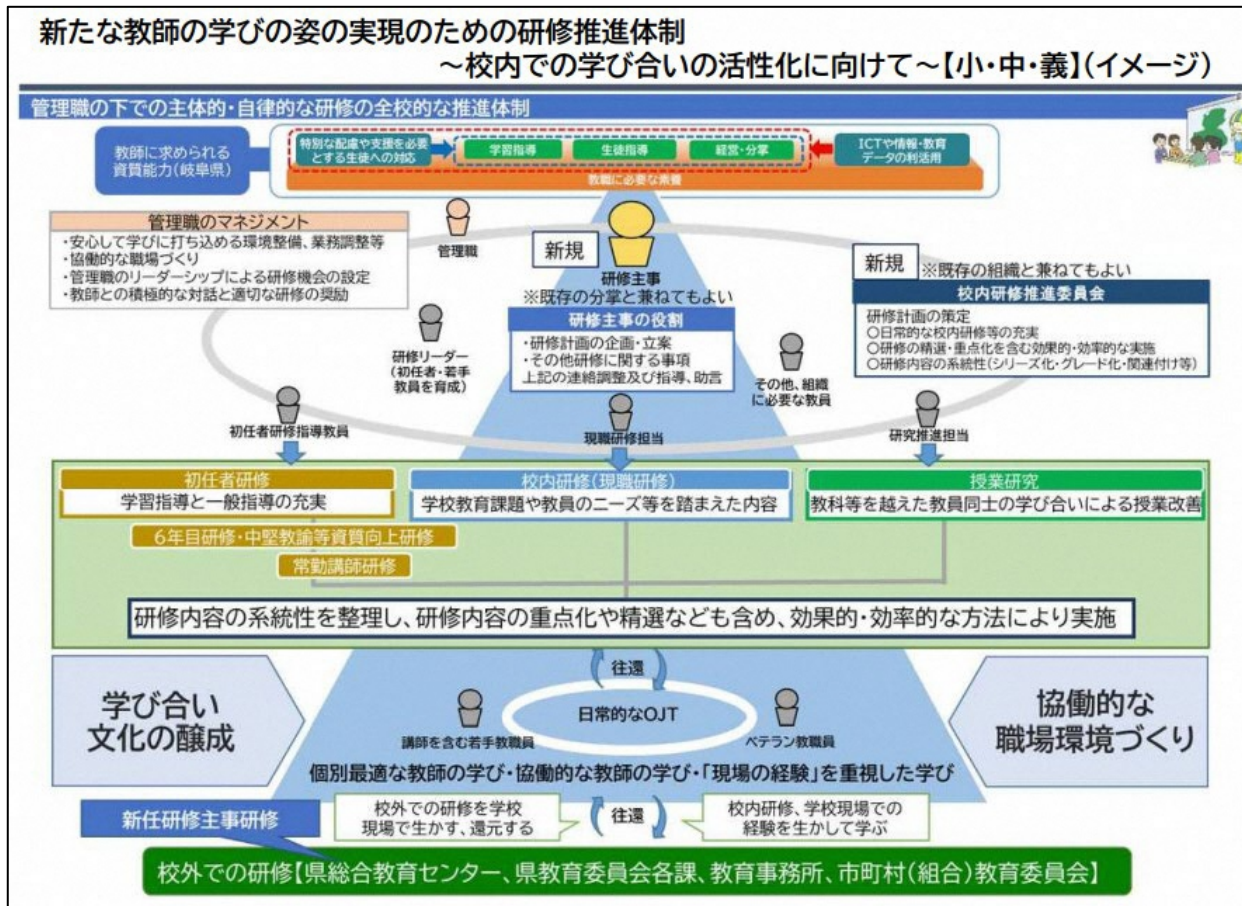 新たな教師の学びの姿の実現のための研修推進体制
～校内での学び合いの活性化に向けて～【小・中・義】(イメージ)
管理職の下での主体的・自律的な研修の全校的な推進体制
教師に求められる
資質能力(岐阜県)
特別な配慮や支援を必要
とする生徒への対応
学習指導
生徒指導
経営・分掌
ICTや情報・教育
データの利活用
教職に必要な素養
管理職のマネジメント
・安心して学びに打ち込める環境整備、業務調整等
・協働的な職場づくり
・管理職のリーダーシップによる研修機会の設定
・教師との積極的な対話と適切な研修の奨励
管理職
新規
研修主事
※既存の分掌と兼ねてもよい
研修主事の役割
・研修計画の企画・立案
・その他研修に関する事項
上記の連絡調整及び指導、助言
新規
※既存の組織と兼ねてもよい
校内研修推進委員会
研修計画の策定
○日常的な校内研修等の充実
○研修の精選・重点化を含む効果的・効率的な実施
○研修内容の系統性(シリーズ化・グレード化・関連付け等)
研修リーダー
(初任者・若手
教員を育成)
その他、組織
に必要な教員
初任者研修指導教員
現職研修担当
研究推進担当
初任者研修
学習指導と一般指導の充実
校内研修(現職研修)
学校教育課題や教員のニーズ等を踏まえた内容
授業研究
教科等を越えた教員同士の学び合いによる授業改善
6年目研修・中堅教諭等資質向上研修
常勤講師研修
研修内容の系統性を整理し、研修内容の重点化や精選なども含め、効果的・効率的な方法により実施
学び合い
文化の醸成
往還
日常的なOJT
講師を含む若手教職員
ベテラン教職員
協働的な
職場環境づくり
個別最適な教師の学び・協働的な教師の学び・「現場の経験」を重視した学び
新任研修主事研修
校外での研修を学校
現場で生かす、還元する
往還
校内研修、学校現場での
経験を生かして学ぶ
校外での研修【県総合教育センター、県教育委員会各課、教育事務所、市町村(組合)教育委員会】